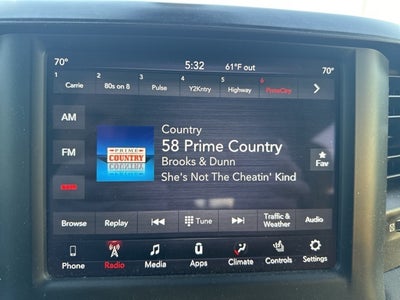 70° 5:32 61°F out 70°
1 Carrie 2 80s on 8 3 Pulse 4 Y2Kntry 5 Highway 6 PrmeCtry
AM
FM
PRIME
COUNTRY
Country
58 Prime Country
Brooks & Dunn
She's Not The Cheatin' Kind
Fav
Browse Replay Tune Traffic & Weather Audio
Phone Radio Media Apps Climate Controls Settings